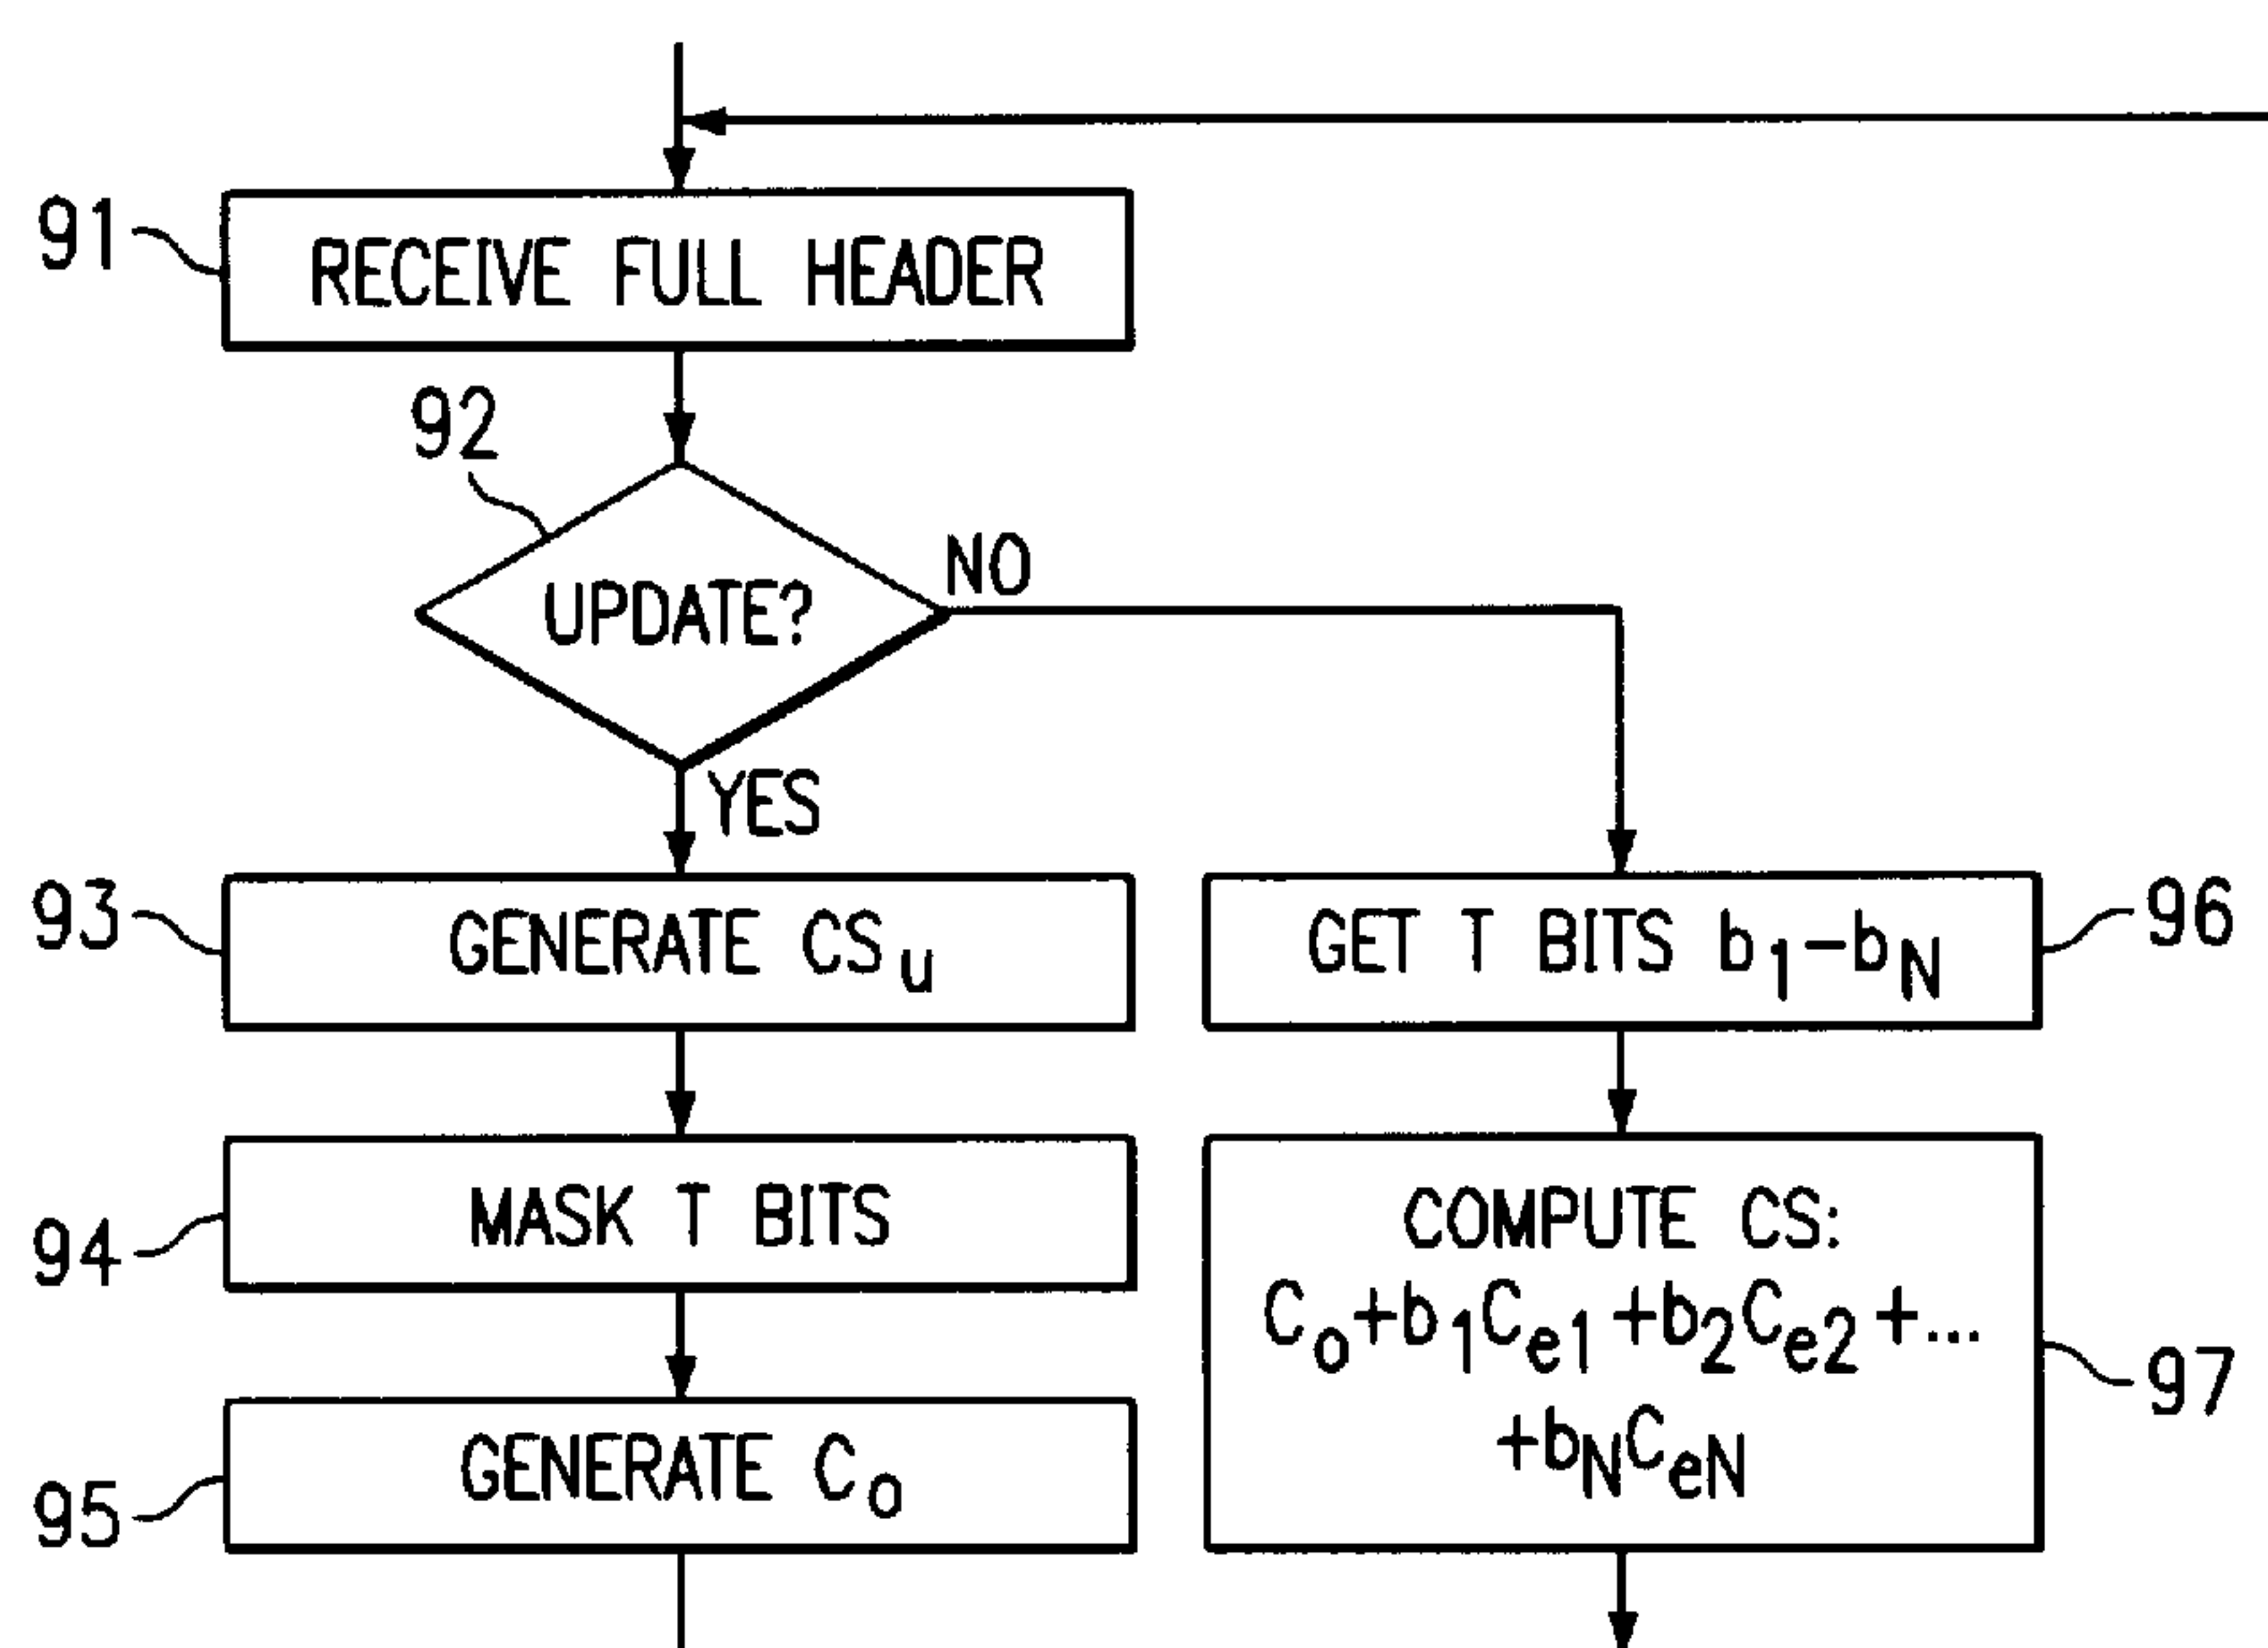 91
RECEIVE FULL HEADER
92
UPDATE?
NO
YES
93
GENERATE CSu
GET T BITS b1-bN
96
94
MASK T BITS
COMPUTE CS:
Co+b1Ce1+b2Ce2+...
+bNCeN
97
95
GENERATE Co